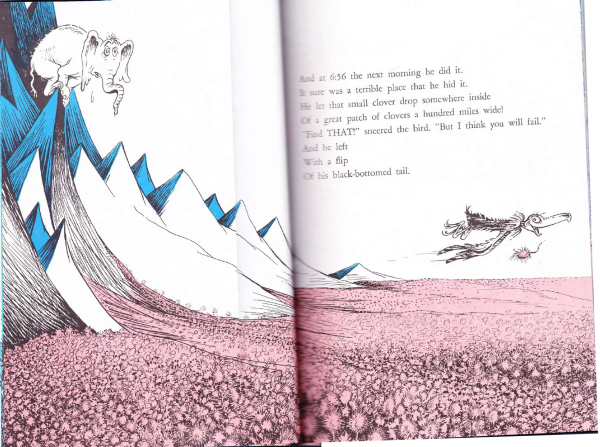 And at 6:56 the next morning he did it.
It sure was a terrible place that he hid it.
He let that small clover drop somewhere inside
Of a great patch of clovers a hundred miles wide!
"Find THAT!" sneered the bird. "But I think you will fail."
And he left
With a flip
Of his black-bottomed tail.